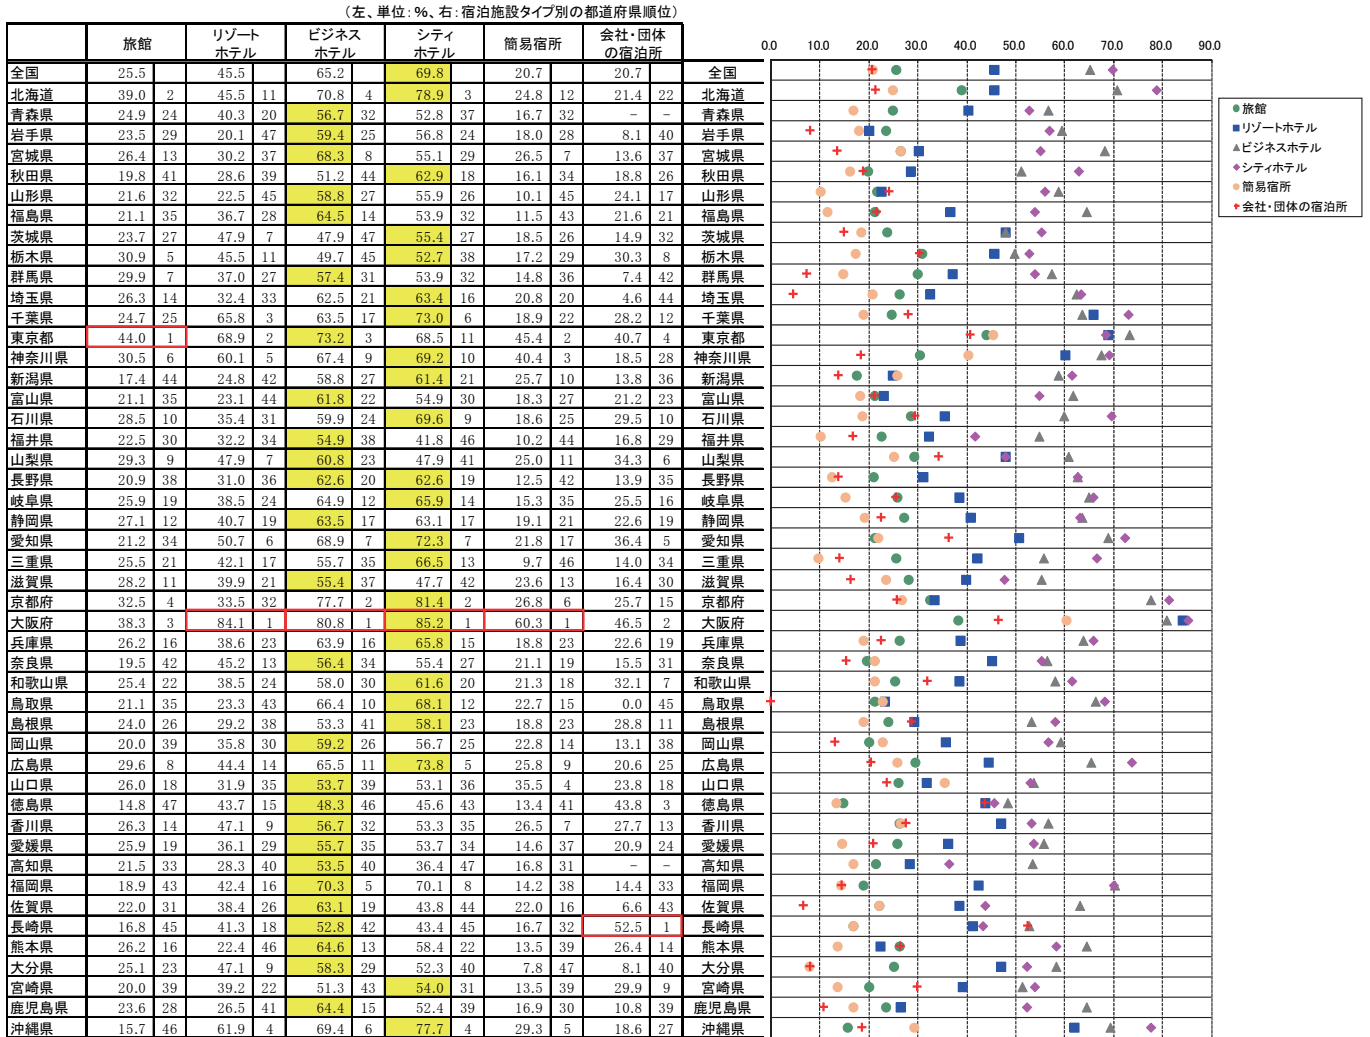 （左、単位：％、右：宿泊施設タイプ別の都道府県順位）
旅館 リゾートホテル ビジネスホテル シティホテル 簡易宿所 会社・団体の宿泊所
0.0 10.0 20.0 30.0 40.0 50.0 60.0 70.0 80.0 90.0
全国 25.5 45.5 65.2 69.8 20.7 20.7 全国
北海道 39.0 2 45.5 11 70.8 4 78.9 3 24.8 12 21.4 22 北海道
青森県 24.9 24 40.3 20 56.7 32 52.8 37 16.7 32 － － 青森県
岩手県 23.5 29 20.1 47 59.4 25 56.8 24 18.0 28 8.1 40 岩手県
宮城県 26.4 13 30.2 37 68.3 8 55.1 29 26.5 7 13.6 37 宮城県
秋田県 19.8 41 28.6 39 51.2 44 62.9 18 16.1 34 18.8 26 秋田県
山形県 21.6 32 22.5 45 58.8 27 55.9 26 10.1 45 24.1 17 山形県
福島県 21.1 35 36.7 28 64.5 14 53.9 32 11.5 43 21.6 21 福島県
茨城県 23.7 27 47.9 7 47.9 47 55.4 27 18.5 26 14.9 32 茨城県
栃木県 30.9 5 45.5 11 49.7 45 52.7 38 17.2 29 30.3 8 栃木県
群馬県 29.9 7 37.0 27 57.4 31 53.9 32 14.8 36 7.4 42 群馬県
埼玉県 26.3 14 32.4 33 62.5 21 63.4 16 20.8 20 4.6 44 埼玉県
千葉県 24.7 25 65.8 3 63.5 17 73.0 6 18.9 22 28.2 12 千葉県
東京都 44.0 1 68.9 2 73.2 3 68.5 11 45.4 2 40.7 4 東京都
神奈川県 30.5 6 60.1 5 67.4 9 69.2 10 40.4 3 18.5 28 神奈川県
新潟県 17.4 44 24.8 42 58.8 27 61.4 21 25.7 10 13.8 36 新潟県
富山県 21.1 35 23.1 44 61.8 22 54.9 30 18.3 27 21.2 23 富山県
石川県 28.5 10 35.4 31 59.9 24 69.6 9 18.6 25 29.5 10 石川県
福井県 22.5 30 32.2 34 54.9 38 41.8 46 10.2 44 16.8 29 福井県
山梨県 29.3 9 47.9 7 60.8 23 47.9 41 25.0 11 34.3 6 山梨県
長野県 20.9 38 31.0 36 62.6 20 62.6 19 12.5 42 13.9 35 長野県
岐阜県 25.9 19 38.5 24 64.9 12 65.9 14 15.3 35 25.5 16 岐阜県
静岡県 27.1 12 40.7 19 63.5 17 63.1 17 19.1 21 22.6 19 静岡県
愛知県 21.2 34 50.7 6 68.9 7 72.3 7 21.8 17 36.4 5 愛知県
三重県 25.5 21 42.1 17 55.7 35 66.5 13 9.7 46 14.0 34 三重県
滋賀県 28.2 11 39.9 21 55.4 37 47.7 42 23.6 13 16.4 30 滋賀県
京都府 32.5 4 33.5 32 77.7 2 81.4 2 26.8 6 25.7 15 京都府
大阪府 38.3 3 84.1 1 80.8 1 85.2 1 60.3 1 46.5 2 大阪府
兵庫県 26.2 16 38.6 23 63.9 16 65.8 15 18.8 23 22.6 19 兵庫県
奈良県 19.5 42 45.2 13 56.4 34 55.4 27 21.1 19 15.5 31 奈良県
和歌山県 25.4 22 38.5 24 58.0 30 61.6 20 21.3 18 32.1 7 和歌山県
鳥取県 21.1 35 23.3 43 66.4 10 68.1 12 22.7 15 0.0 45 鳥取県
島根県 24.0 26 29.2 38 53.3 41 58.1 23 18.8 23 28.8 11 島根県
岡山県 20.0 39 35.8 30 59.2 26 56.7 25 22.8 14 13.1 38 岡山県
広島県 29.6 8 44.4 14 65.5 11 73.8 5 25.8 9 20.6 25 広島県
山口県 26.0 18 31.9 35 53.7 39 53.1 36 35.5 4 23.8 18 山口県
徳島県 14.8 47 43.7 15 48.3 46 45.6 43 13.4 41 43.8 3 徳島県
香川県 26.3 14 47.1 9 56.7 32 53.3 35 26.5 7 27.7 13 香川県
愛媛県 25.9 19 36.1 29 55.7 35 53.7 34 14.6 37 20.9 24 愛媛県
高知県 21.5 33 28.3 40 53.5 40 36.4 47 16.8 31 － － 高知県
福岡県 18.9 43 42.4 16 70.3 5 70.1 8 14.2 38 14.4 33 福岡県
佐賀県 22.0 31 38.4 26 63.1 19 43.8 44 22.0 16 6.6 43 佐賀県
長崎県 16.8 45 41.3 18 52.8 42 43.4 45 16.7 32 52.5 1 長崎県
熊本県 26.2 16 22.4 46 64.6 13 58.4 22 13.5 39 26.4 14 熊本県
大分県 25.1 23 47.1 9 58.3 29 52.3 40 7.8 47 8.1 40 大分県
宮崎県 20.0 39 39.2 22 51.3 43 54.0 31 13.5 39 29.9 9 宮崎県
鹿児島県 23.6 28 26.5 41 64.4 15 52.4 39 16.9 30 10.8 39 鹿児島県
沖縄県 15.7 46 61.9 4 69.4 6 77.7 4 29.3 5 18.6 27 沖縄県
旅館
リゾートホテル
ビジネスホテル
シティホテル
簡易宿所
会社・団体の宿泊所